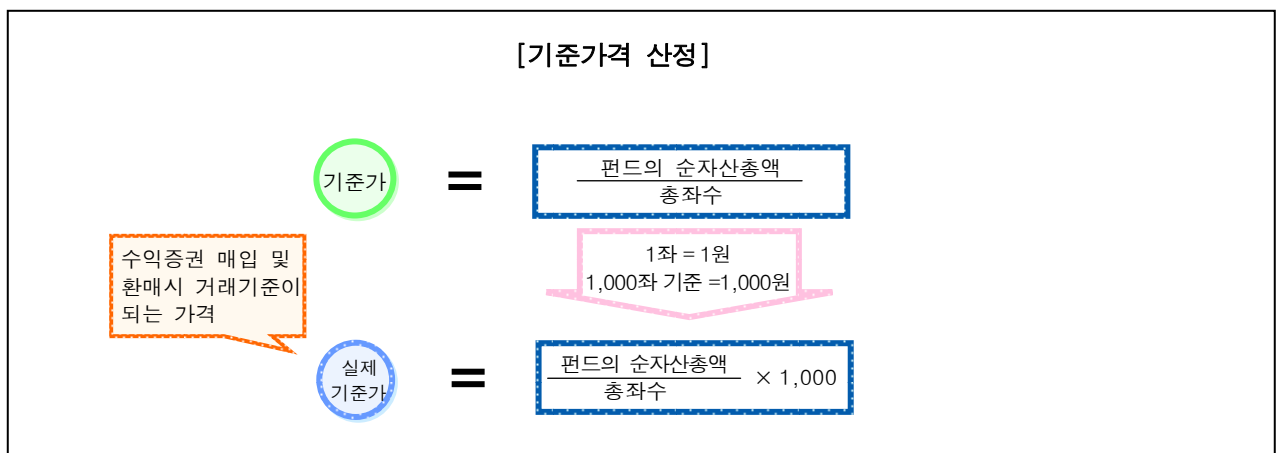 [기준가격 산정]
기준가
=
펀드의 순자산총액
총좌수
1좌 = 1원
1,000좌 기준 =1,000원
수익증권 매입 및
환매시 거래기준이
되는 가격
실제
기준가
=
펀드의 순자산총액
총좌수
× 1,000